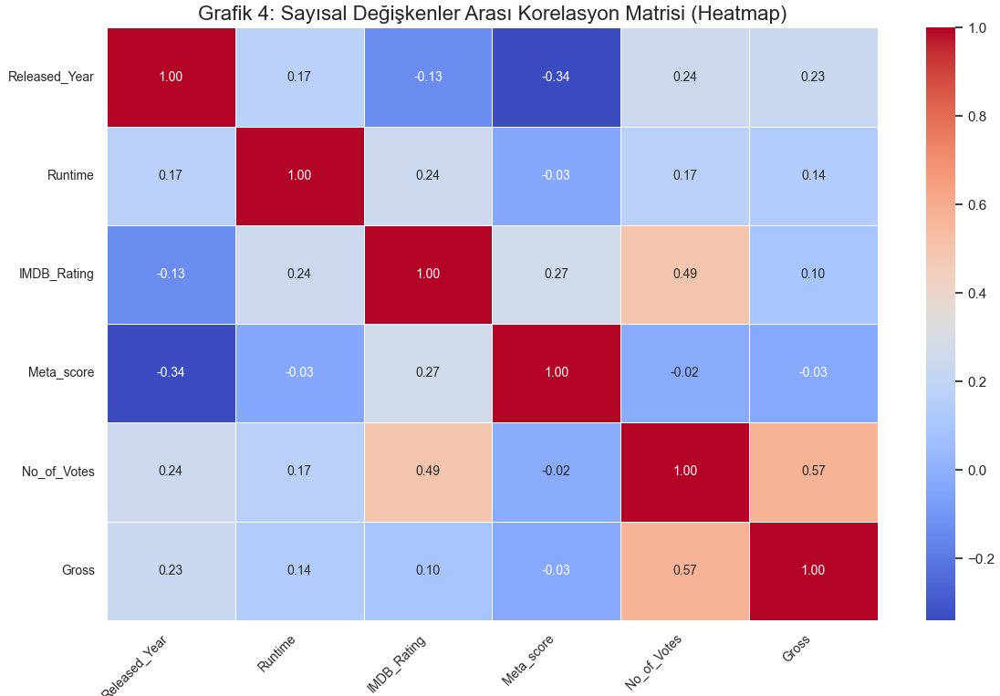 Grafik 4: Sayısal Değişkenler Arası Korelasyon Matrisi (Heatmap)
Released_Year 1.00 0.17 -0.13 -0.34 0.24 0.23
Runtime 0.17 1.00 0.24 -0.03 0.17 0.14
IMDB_Rating -0.13 0.24 1.00 0.27 0.49 0.10
Meta_score -0.34 -0.03 0.27 1.00 -0.02 -0.03
No_of_Votes 0.24 0.17 0.49 -0.02 1.00 0.57
Gross 0.23 0.14 0.10 -0.03 0.57 1.00
Released_Year Runtime IMDB_Rating Meta_score No_of_Votes Gross
1.0
0.8
0.6
0.4
0.2
0.0
−0.2